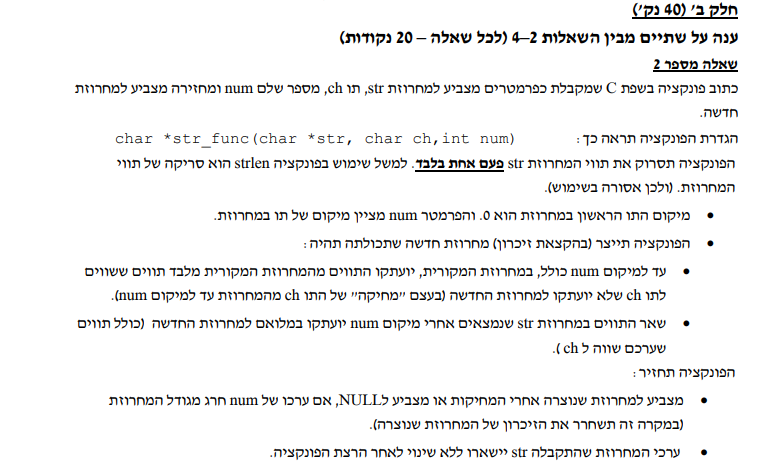 חלק ב' (40 נק')
ענה על שתיים מבין השאלות 2–4 (לכל שאלה – 20 נקודות)
שאלה מספר 2
כתוב פונקציה בשפת C שמקבלת כפרמטרים מצביע למחרוזת str, תו ch, מספר שלם num ומחזירה מצביע למחרוזת
חדשה.
הגדרת הפונקציה תראה כך: char *str_func(char *str, char ch,int num)
הפונקציה תסרוק את תווי המחרוזת str פעם אחת בלבד. למשל שימוש בפונקציה strlen הוא סריקה של תווי
המחרוזת. (ולכן אסורה בשימוש).
• מיקום התו הראשון במחרוזת הוא 0. והפרמטר num מציין מיקום של תו במחרוזת.
• הפונקציה תייצר (בהקצאת זיכרון) מחרוזת חדשה שתכולתה תהיה:
• עד למיקום num כולל, במחרוזת המקורית, יועתקו התווים מהמחרוזת המקורית מלבד תווים ששווים
לתו ch שלא יועתקו למחרוזת החדשה (בעצם "מחיקה" של התו ch מהמחרוזת עד למיקום num).
• שאר התווים במחרוזת str שנמצאים אחרי מיקום num יועתקו במלואם למחרוזת החדשה (כולל תווים
שערכם שווה ל ch ).
הפונקציה תחזיר:
• מצביע למחרוזת שנוצרה אחרי המחיקות או מצביע לNULL, אם ערכו של num חרג מגודל המחרוזת
(במקרה זה תשחרר את הזיכרון של המחרוזת שנוצרה).
• ערכי המחרוזת שהתקבלה str יישארו ללא שינוי לאחר הרצת הפונקציה.